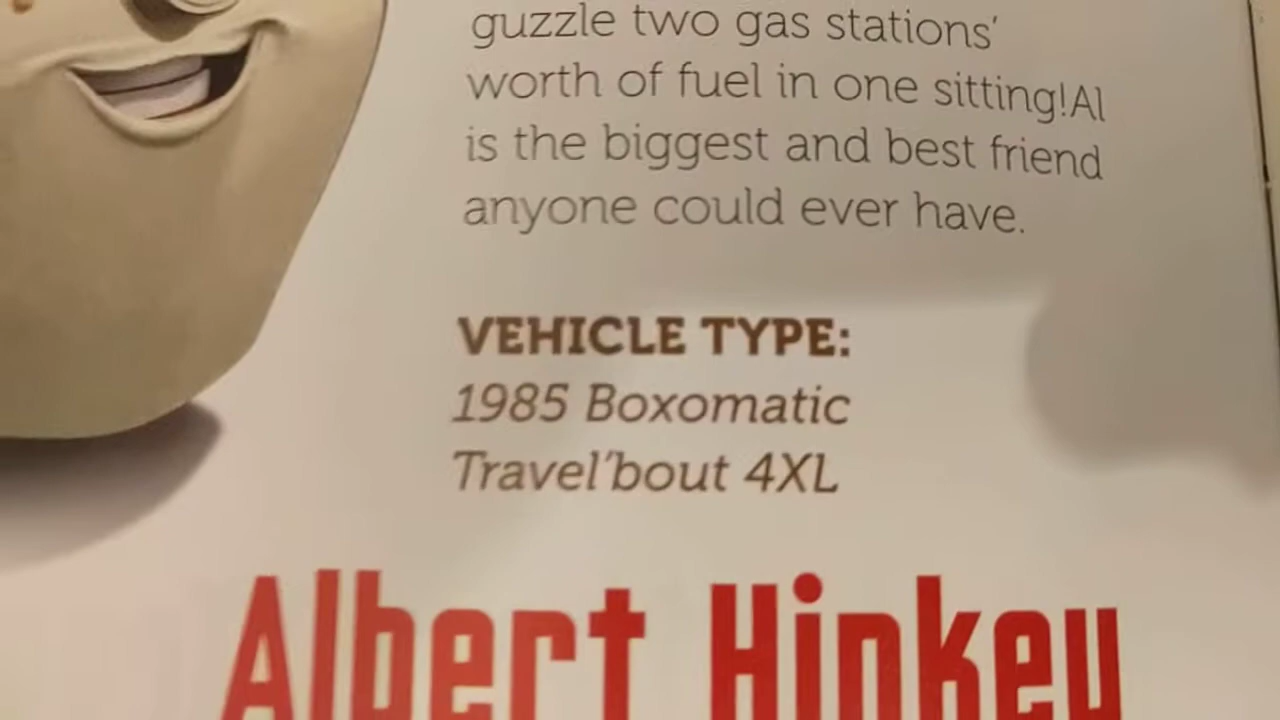 guzzle two gas stations’
worth of fuel in one sitting!Al
is the biggest and best friend
anyone could ever have.
VEHICLE TYPE:
1985 Boxomatic
Travel’bout 4XL
Albert Hinkey